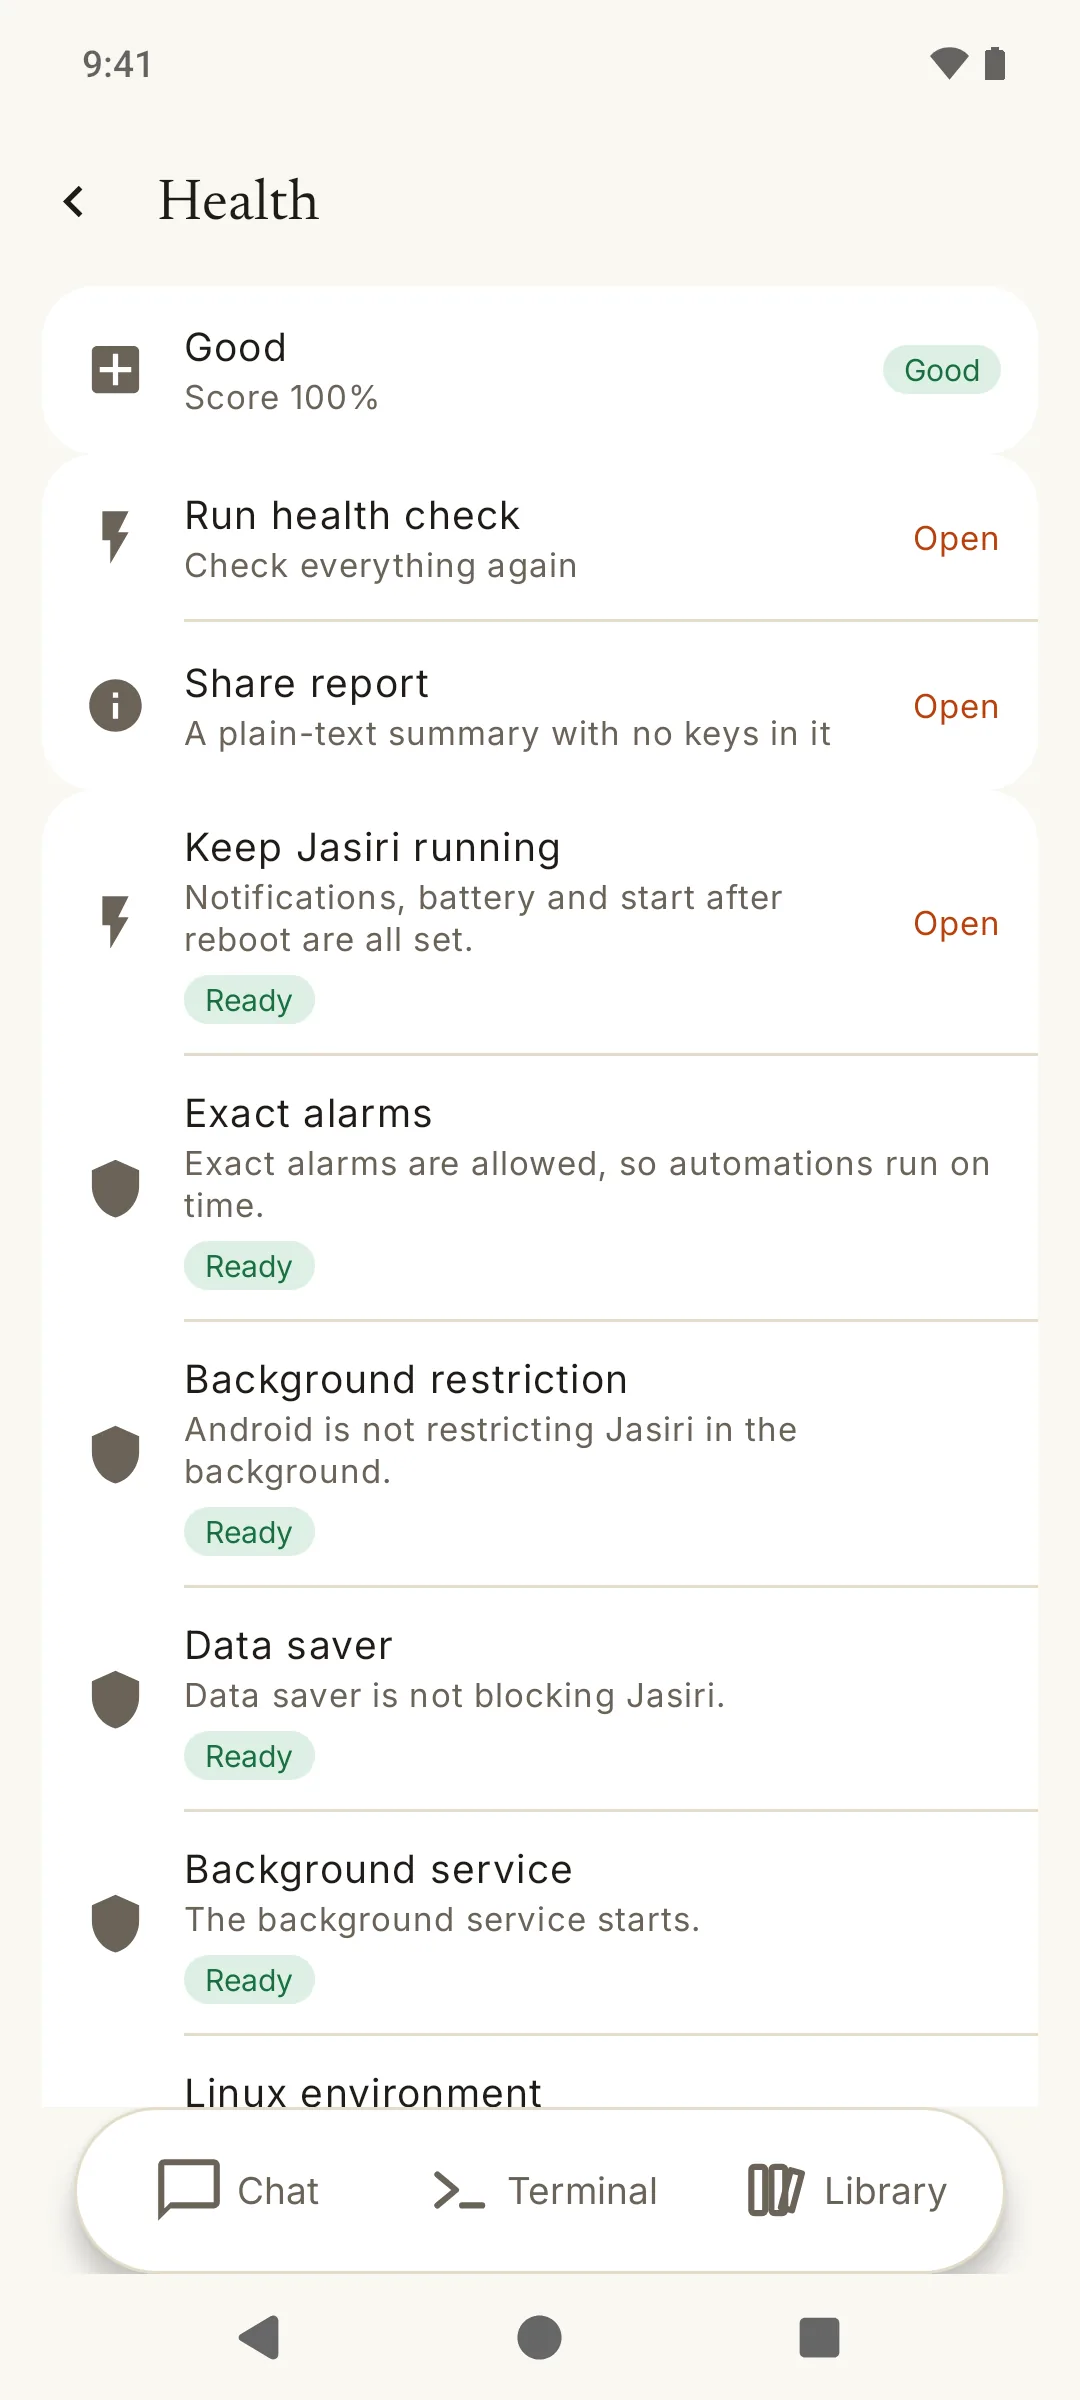 9:41
Health
Good
Score 100%
Good
Run health check
Check everything again
Open
Share report
A plain-text summary with no keys in it
Open
Keep Jasiri running
Notifications, battery and start after
reboot are all set.
Open
Ready
Exact alarms
Exact alarms are allowed, so automations run on
time.
Ready
Background restriction
Android is not restricting Jasiri in the
background.
Ready
Data saver
Data saver is not blocking Jasiri.
Ready
Background service
The background service starts.
Ready
Linux environment
Chat
Terminal
Library